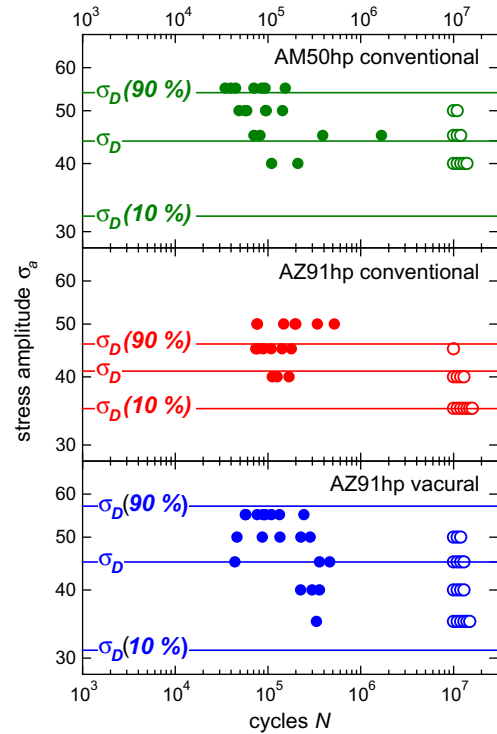 10³ 10⁴ 10⁵ 10⁶ 10⁷
AM50hp conventional
60
σD (90 %)
50
σD
40
σD (10 %)
30
AZ91hp conventional
60
50
σD (90 %)
σD
40
σD (10 %)
30
stress amplitude σa
AZ91hp vacural
60
σD (90 %)
50
σD
40
σD (10 %)
30
10³ 10⁴ 10⁵ 10⁶ 10⁷
cycles N